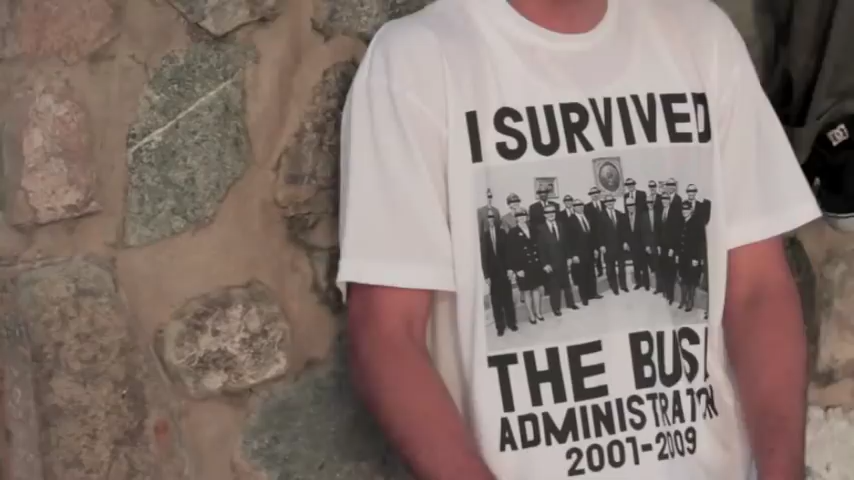 I SURVIVED
THE BUSH
ADMINISTRATION
2001-2009